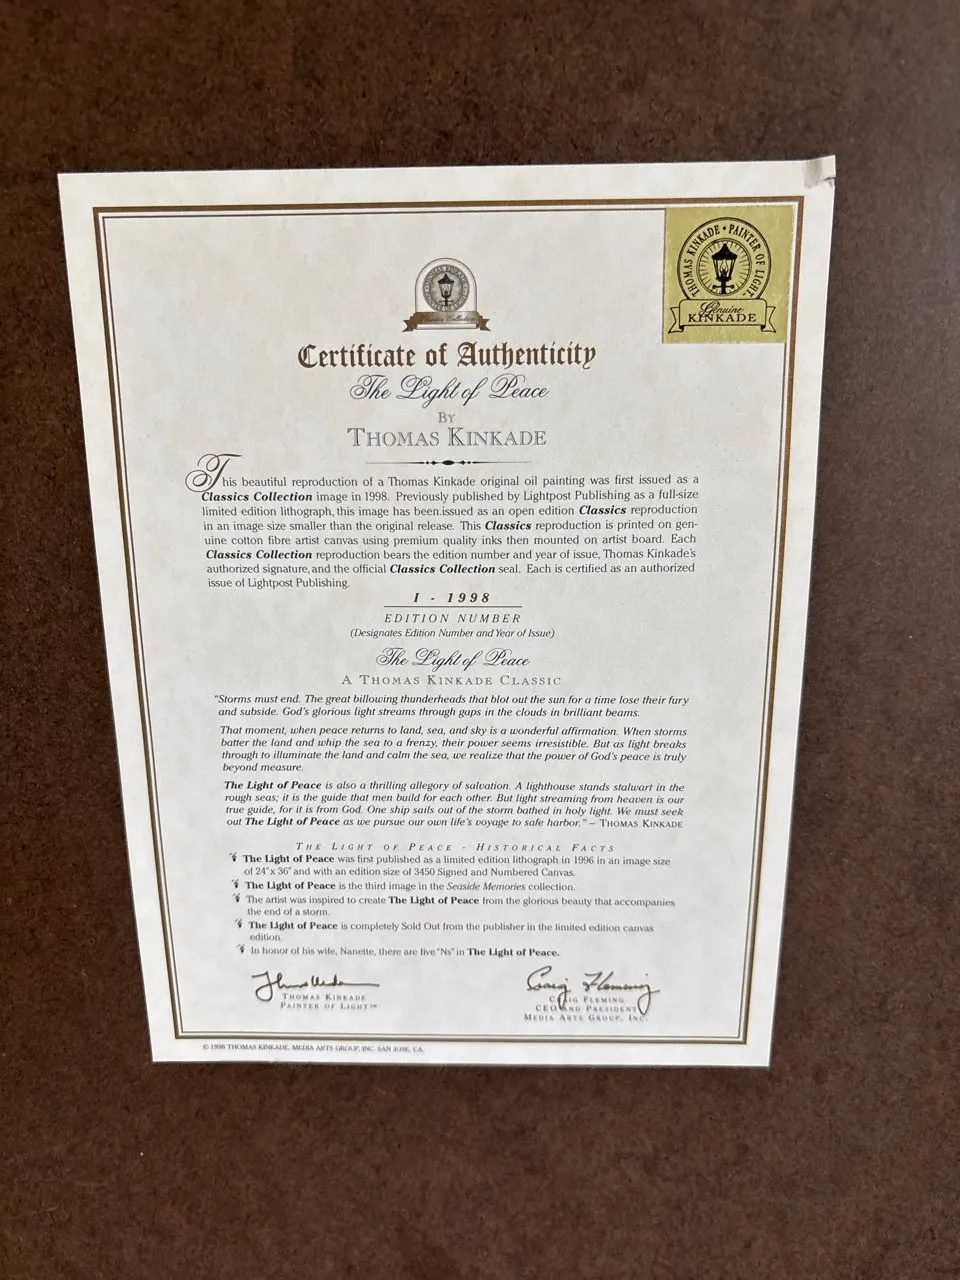 THOMAS KINKADE • PAINTER OF LIGHT™
Genuine
KINKADE
THOMAS KINKADE
Classics Collection
Certificate of Authenticity
The Light of Peace
BY
THOMAS KINKADE
This beautiful reproduction of a Thomas Kinkade original oil painting was first issued as a
Classics Collection image in 1998. Previously published by Lightpost Publishing as a full-size
limited edition lithograph, this image has been issued as an open edition Classics reproduction
in an image size smaller than the original release. This Classics reproduction is printed on gen-
uine cotton fibre artist canvas using premium quality inks then mounted on artist board. Each
Classics Collection reproduction bears the edition number and year of issue, Thomas Kinkade's
authorized signature, and the official Classics Collection seal. Each is certified as an authorized
issue of Lightpost Publishing.
I - 1998
EDITION NUMBER
(Designates Edition Number and Year of Issue)
The Light of Peace
A THOMAS KINKADE CLASSIC
"Storms must end. The great billowing thunderheads that blot out the sun for a time lose their fury
and subside. God's glorious light streams through gaps in the clouds in brilliant beams.
That moment, when peace returns to land, sea, and sky is a wonderful affirmation. When storms
batter the land and whip the sea to a frenzy, their power seems irresistible. But as light breaks
through to illuminate the land and calm the sea, we realize that the power of God's peace is truly
beyond measure.
The Light of Peace is also a thrilling allegory of salvation. A lighthouse stands stalwart in the
rough seas; it is the guide that men build for each other. But light streaming from heaven is our
true guide, for it is from God. One ship sails out of the storm bathed in holy light. We must seek
out The Light of Peace as we pursue our own life's voyage to safe harbor." – THOMAS KINKADE
THE LIGHT OF PEACE - HISTORICAL FACTS
The Light of Peace was first published as a limited edition lithograph in 1996 in an image size
of 24" x 36" and with an edition size of 3450 Signed and Numbered Canvas.
The Light of Peace is the third image in the Seaside Memories collection.
The artist was inspired to create The Light of Peace from the glorious beauty that accompanies
the end of a storm.
The Light of Peace is completely Sold Out from the publisher in the limited edition canvas
edition.
In honor of his wife, Nanette, there are five "Ns" in The Light of Peace.
Craig Fleming
THOMAS KINKADE
PAINTER OF LIGHT™
CRAIG FLEMING
CEO AND PRESIDENT
MEDIA ARTS GROUP, INC.
© 1998 THOMAS KINKADE, MEDIA ARTS GROUP, INC. SAN JOSE, CA.